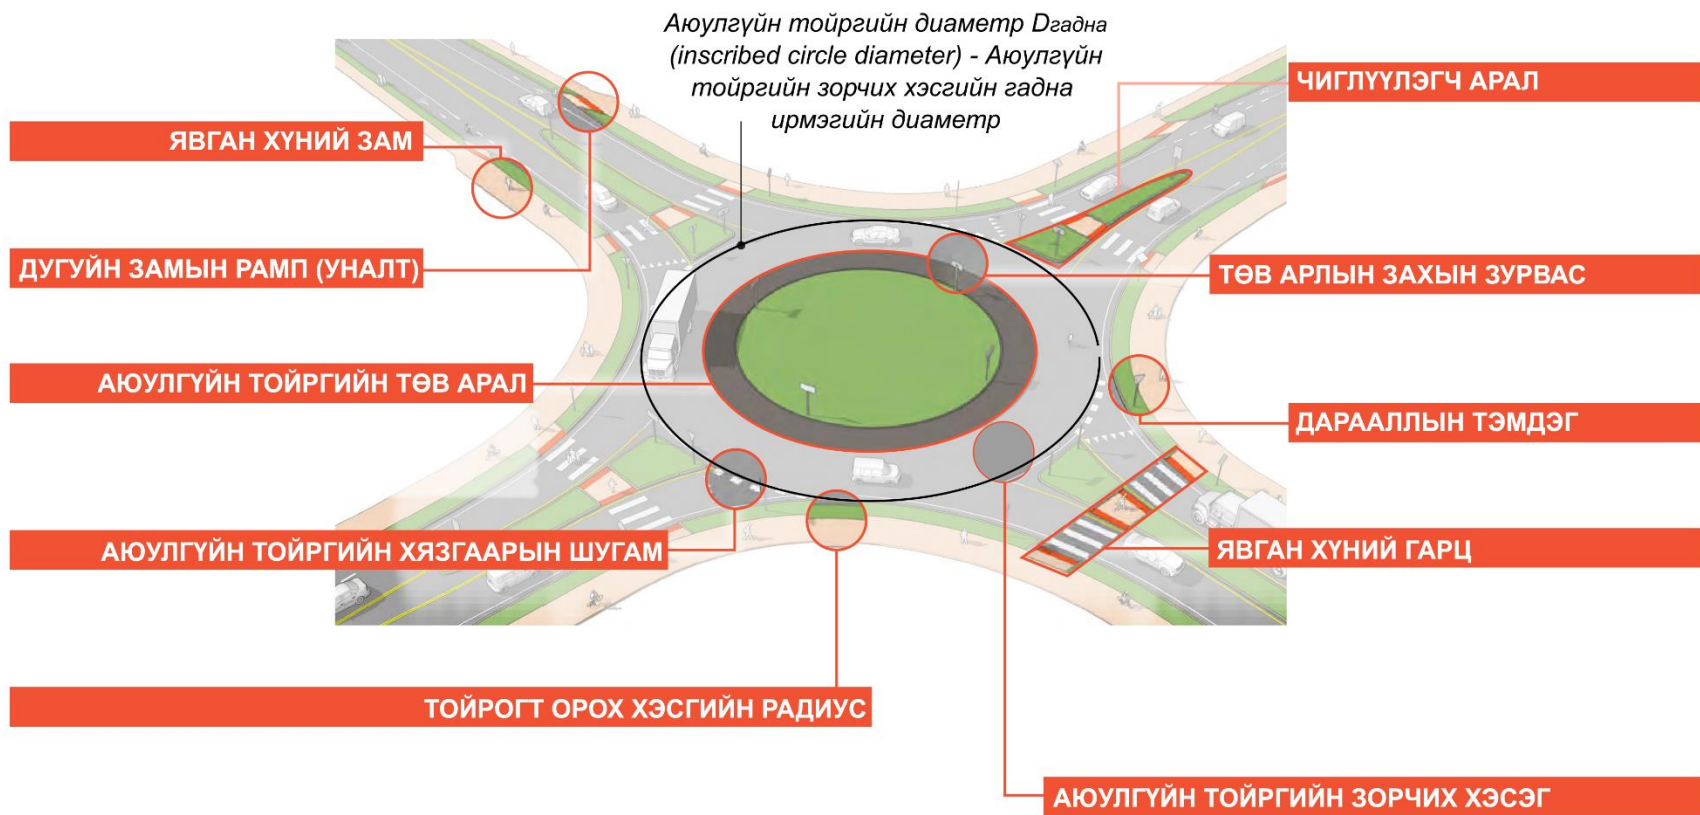 Аюулгүйн тойргийн диаметр Dгадна
(inscribed circle diameter) - Аюулгүйн
тойргийн зорчих хэсгийн гадна
ирмэгийн диаметр
ЧИГЛҮҮЛЭГЧ АРАЛ
ЯВГАН ХҮНИЙ ЗАМ
ДУГУЙН ЗАМЫН РАМП (УНАЛТ)
ТӨВ АРЛЫН ЗАХЫН ЗУРВАС
АЮУЛГҮЙН ТОЙРГИЙН ТӨВ АРАЛ
ДАРААЛЛЫН ТЭМДЭГ
АЮУЛГҮЙН ТОЙРГИЙН ХЯЗГААРЫН ШУГАМ
ЯВГАН ХҮНИЙ ГАРЦ
ТОЙРОГТ ОРОХ ХЭСГИЙН РАДИУС
АЮУЛГҮЙН ТОЙРГИЙН ЗОРЧИХ ХЭСЭГ